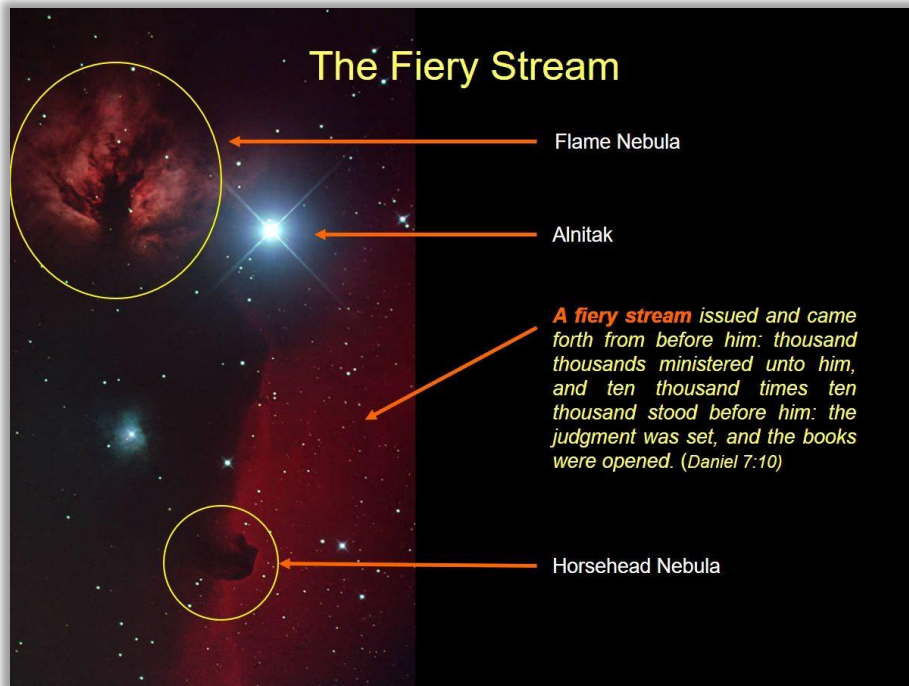 The Fiery Stream
Flame Nebula
Alnitak
A fiery stream issued and came
forth from before him: thousand
thousands ministered unto him,
and ten thousand times ten
thousand stood before him: the
judgment was set, and the books
were opened. (Daniel 7:10)
Horsehead Nebula